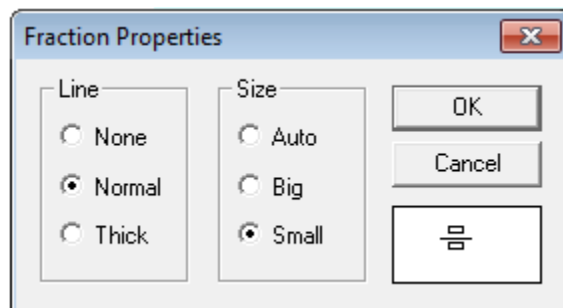 Fraction Properties
Line
None
Normal
Thick
Size
Auto
Big
Small
OK
Cancel